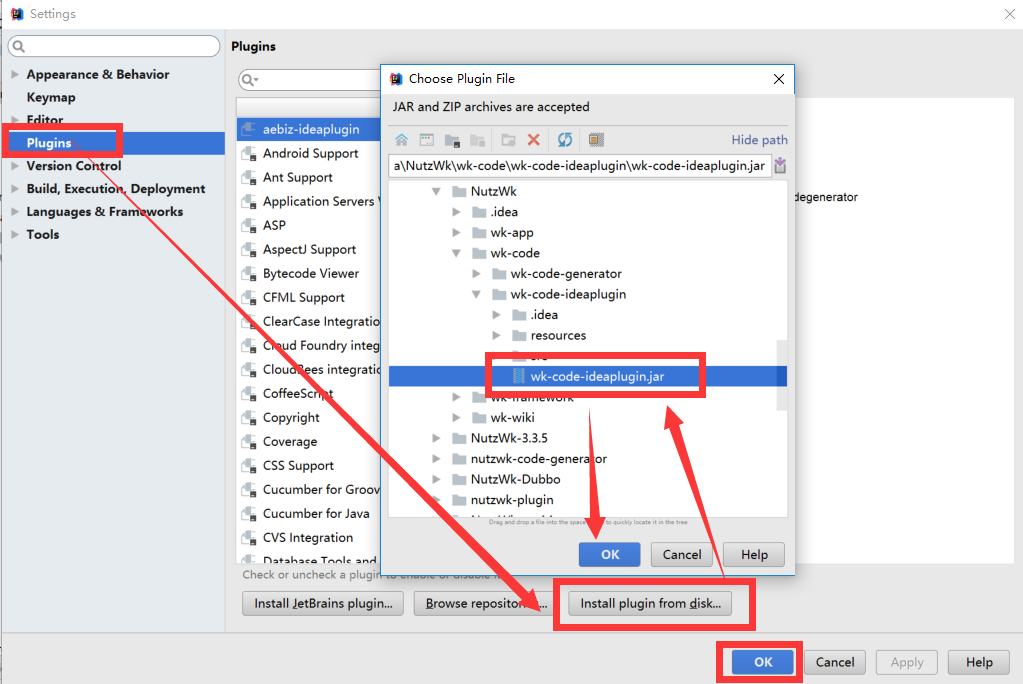 Settings
Plugins
Appearance & Behavior
Keymap
Editor
Plugins
Version Control
Build, Execution, Deployment
Languages & Frameworks
Tools
aebiz-ideaplugin
Android Support
Ant Support
Application Servers
ASP
AspectJ Support
Bytecode Viewer
CFML Support
ClearCase Integratio
Cloud Foundry integ
CloudBees integratio
CoffeeScript
Copyright
Coverage
CSS Support
Cucumber for Groov
Cucumber for Java
CVS Integration
Database Tools and
Check or uncheck a plugin to enable or disable it
Install JetBrains plugin...
Browse repositor...
Install plugin from disk...
degenerator
Choose Plugin File
JAR and ZIP archives are accepted
Hide path
a\NutzWk\wk-code\wk-code-ideaplugin\wk-code-ideaplugin.jar
NutzWk
.idea
wk-app
wk-code
wk-code-generator
wk-code-ideaplugin
.idea
resources
src
wk-code-ideaplugin.jar
wk-framework
wk-wiki
NutzWk-3.3.5
nutzwk-code-generator
NutzWk-Dubbo
nutzwk-plugin
Drag and drop a file into the space to quickly locate it in the tree
OK
Cancel
Help
OK
Cancel
Apply
Help